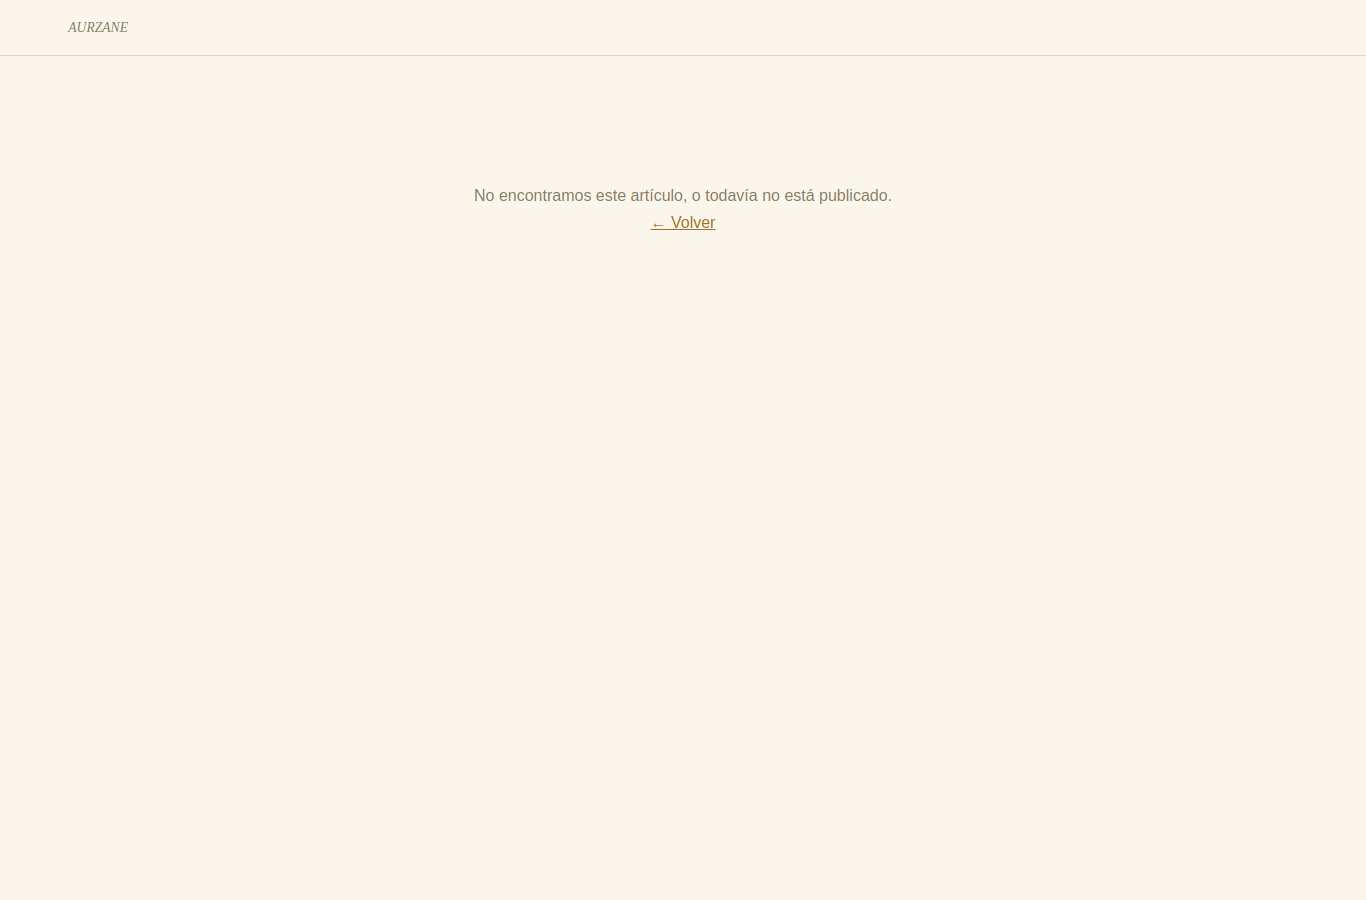 AURZANE
No encontramos este artículo, o todavía no está publicado.
← Volver